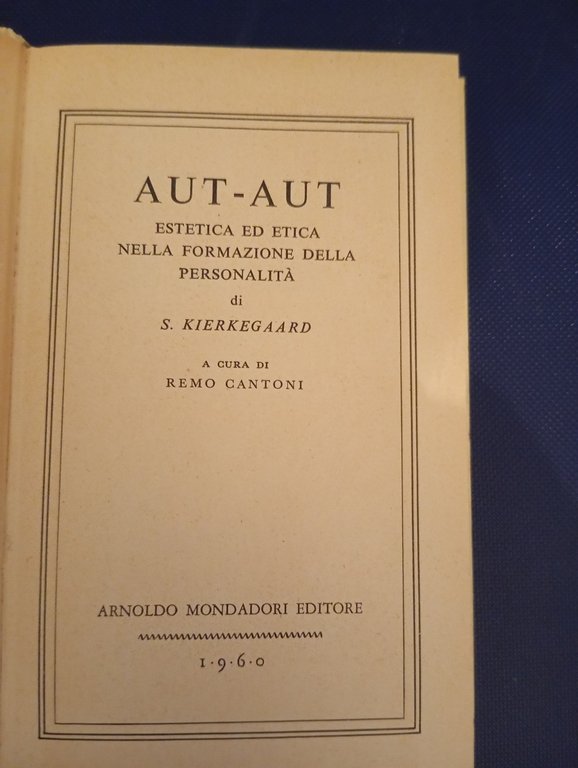 AUT-AUT
ESTETICA ED ETICA
NELLA FORMAZIONE DELLA
PERSONALITÀ
di
S. KIERKEGAARD
A CURA DI
REMO CANTONI
ARNOLDO MONDADORI EDITORE
1·9·6·0